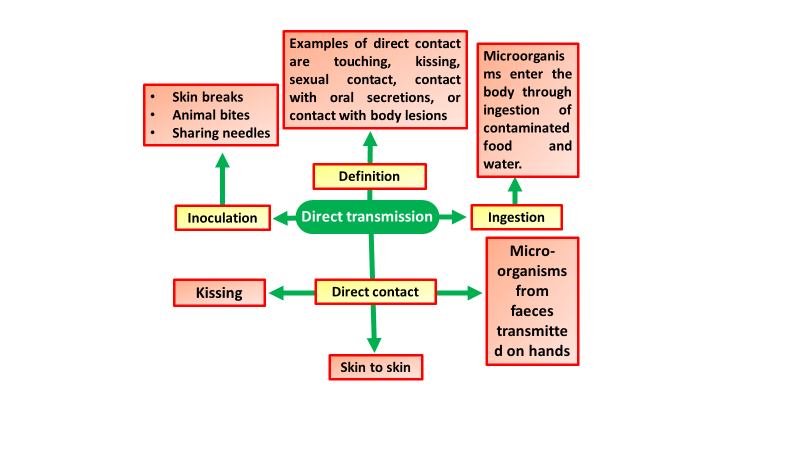 Examples of direct contact
are touching, kissing,
sexual contact, contact
with oral secretions, or
contact with body lesions
Microorganis
ms enter the
body through
ingestion of
contaminated
food and
water.
• Skin breaks
• Animal bites
• Sharing needles
Definition
Inoculation
Direct transmission
Ingestion
Kissing
Direct contact
Micro-
organisms
from
faeces
transmitte
d on hands
Skin to skin